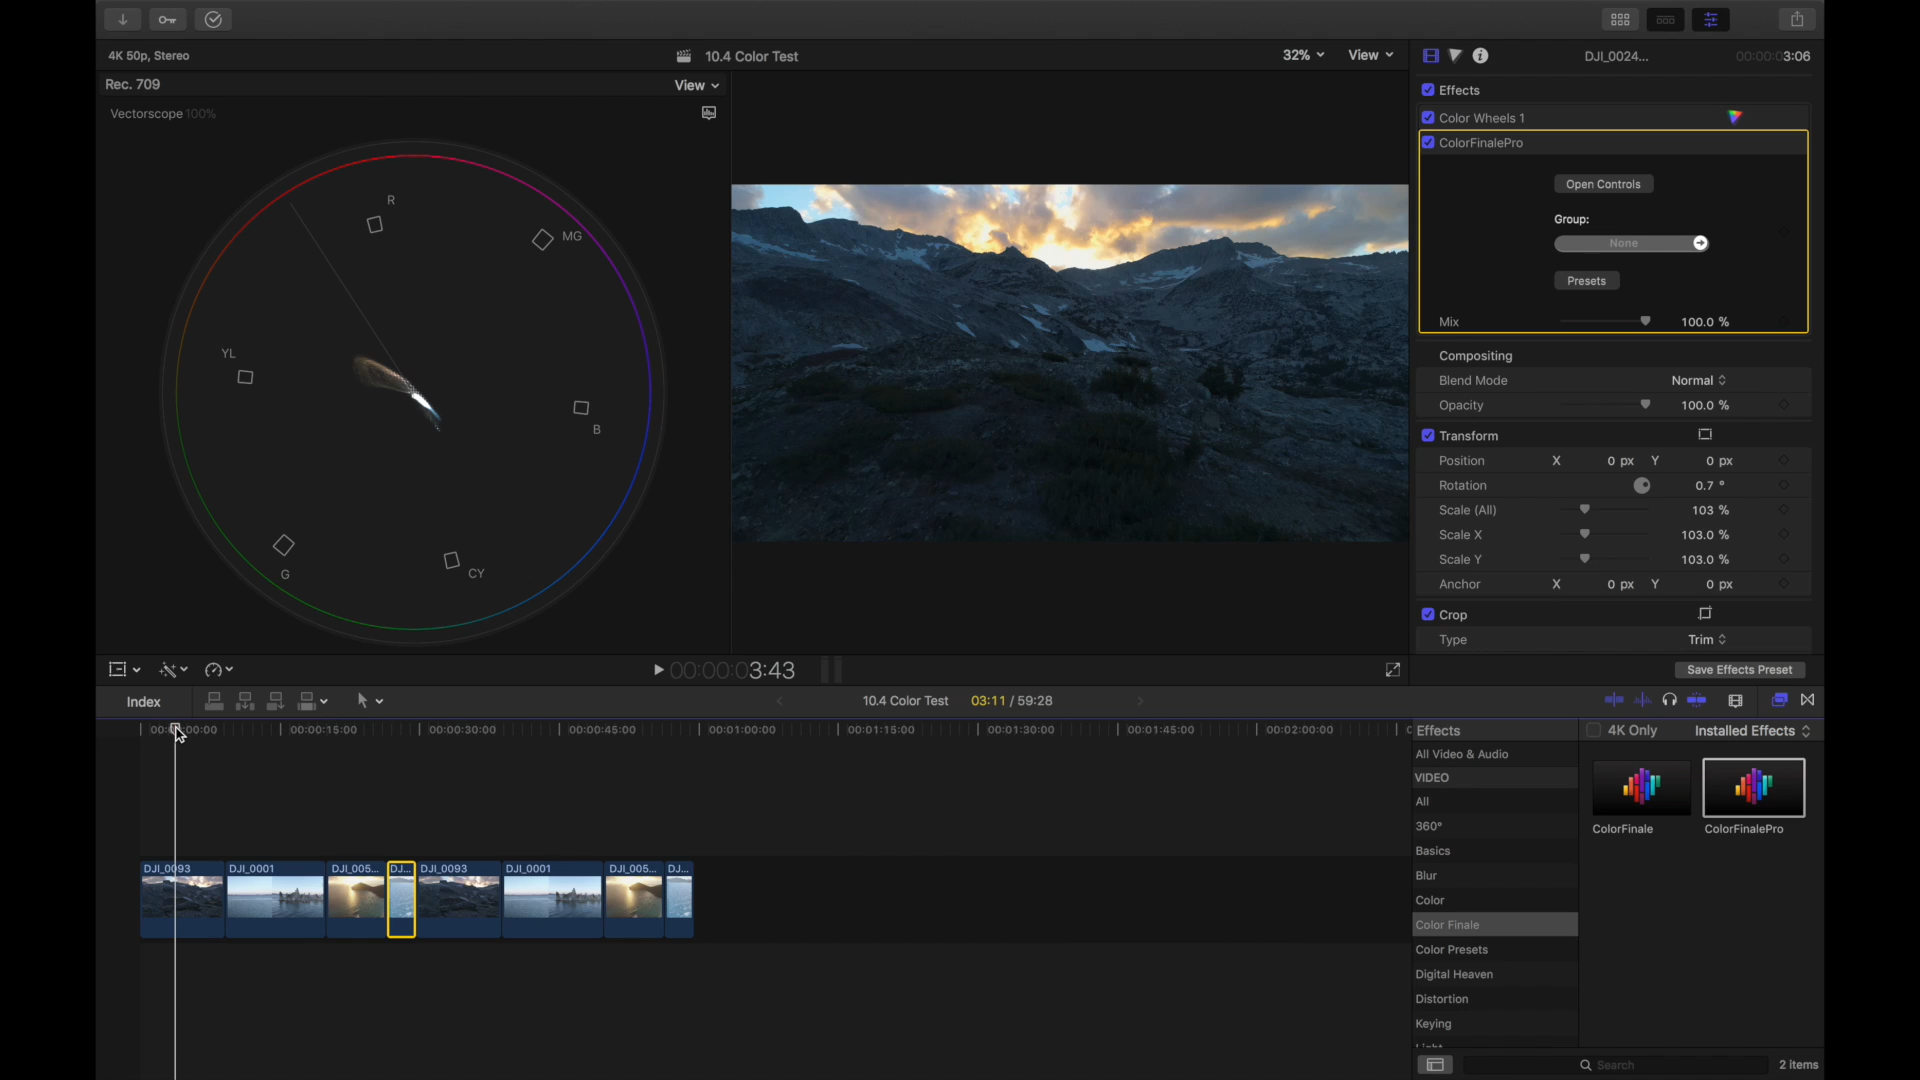 4K 50p, Stereo
10.4 Color Test
32%
View
DJI_0024...
00:00:03:06
Rec. 709
View
Vectorscope 100%
R
MG
YL
B
G
CY
Effects
Color Wheels 1
ColorFinalePro
Open Controls
Group:
None
Presets
Mix
100.0 %
Compositing
Blend Mode
Normal
Opacity
100.0 %
Transform
Position X 0 px Y 0 px
Rotation 0.7 °
Scale (All) 103 %
Scale X 103.0 %
Scale Y 103.0 %
Anchor X 0 px Y 0 px
Crop
Type Trim
00:00:03:43
Save Effects Preset
Index
10.4 Color Test
03:11 / 59:28
00:00:15:00
00:00:30:00
00:00:45:00
00:01:00:00
00:01:15:00
00:01:30:00
00:01:45:00
00:02:00:00
DJI_0093
DJI_0001
DJI_005...
DJ...
DJI_0093
DJI_0001
DJI_005...
DJ...
Effects
4K Only
Installed Effects
All Video & Audio
VIDEO
All
360°
Basics
Blur
Color
Color Finale
Color Presets
Digital Heaven
Distortion
Keying
ColorFinale
ColorFinalePro
Search
2 items